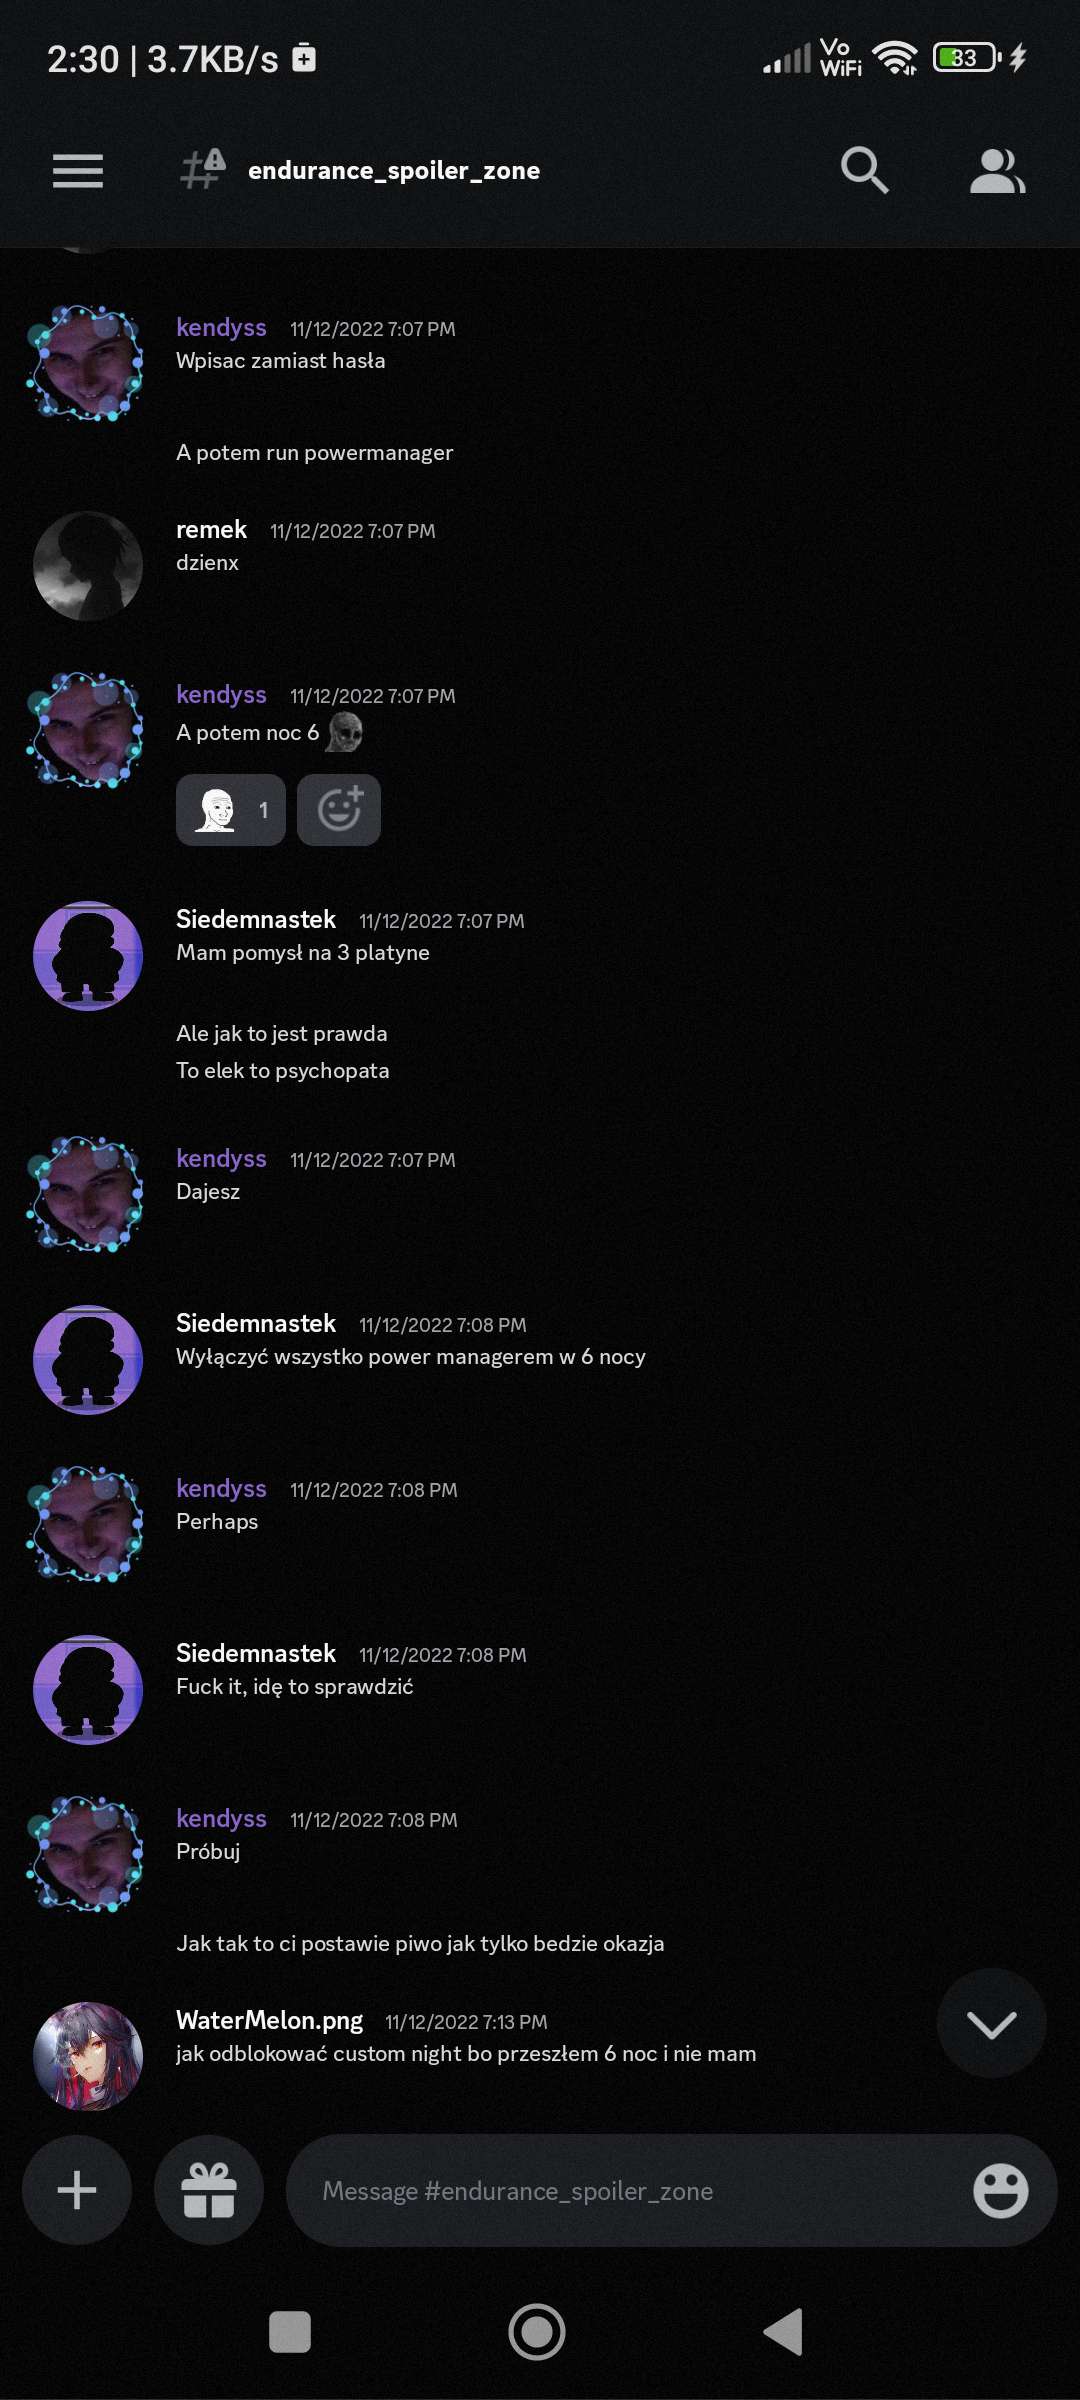 2:30 | 3.7KB/s
Vo
WiFi
33
endurance_spoiler_zone
kendyss 11/12/2022 7:07 PM
Wpisac zamiast hasła
A potem run powermanager
remek 11/12/2022 7:07 PM
dzienx
kendyss 11/12/2022 7:07 PM
A potem noc 6
1
Siedemnastek 11/12/2022 7:07 PM
Mam pomysł na 3 platyne
Ale jak to jest prawda
To elek to psychopata
kendyss 11/12/2022 7:07 PM
Dajesz
Siedemnastek 11/12/2022 7:08 PM
Wyłączyć wszystko power managerem w 6 nocy
kendyss 11/12/2022 7:08 PM
Perhaps
Siedemnastek 11/12/2022 7:08 PM
Fuck it, idę to sprawdzić
kendyss 11/12/2022 7:08 PM
Próbuj
Jak tak to ci postawie piwo jak tylko bedzie okazja
WaterMelon.png 11/12/2022 7:13 PM
jak odblokować custom night bo przeszłem 6 noc i nie mam
Message #endurance_spoiler_zone